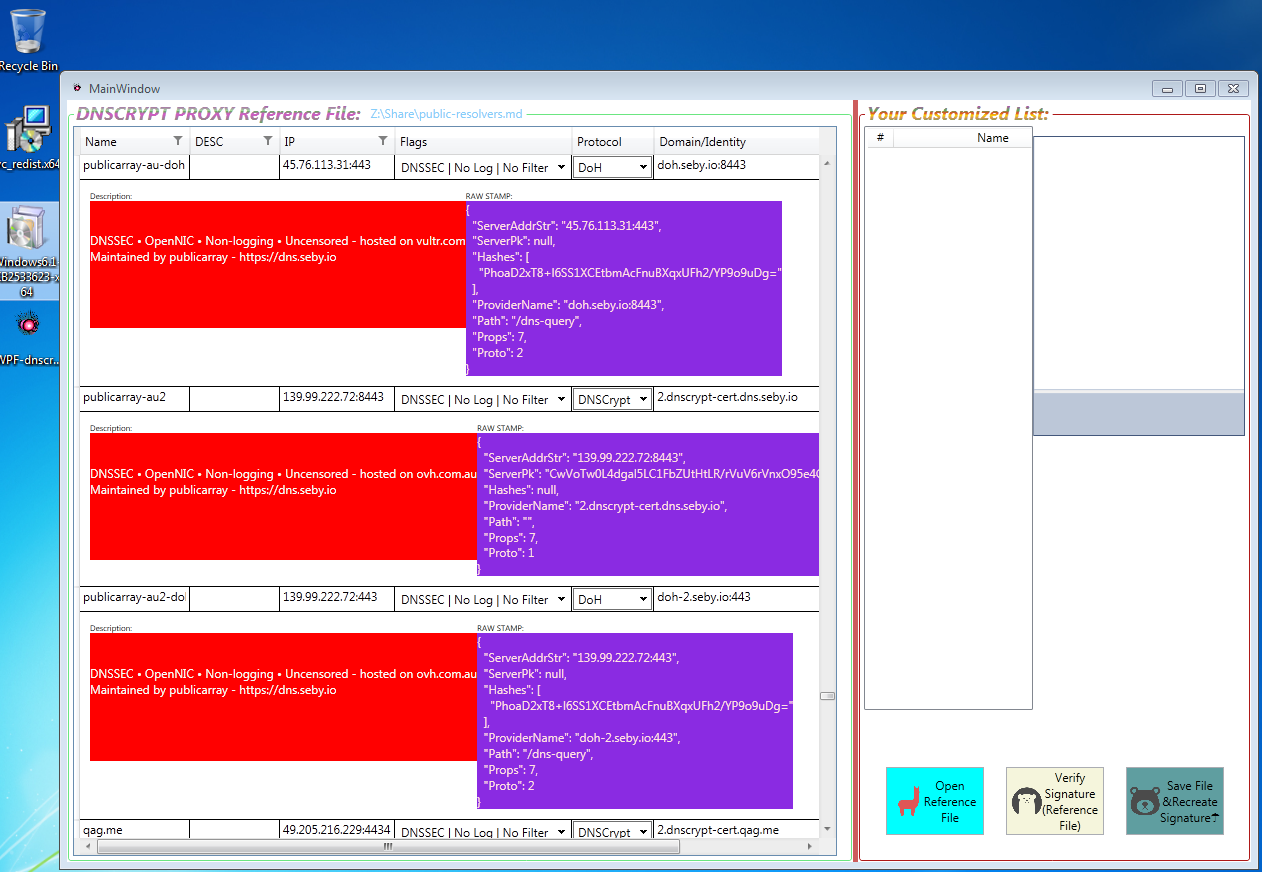 Recycle Bin
vc_redist.x64
Windows6.1-
KB2533623-x
64
WPF-dnscr...
MainWindow
DNSCRYPT PROXY Reference File: Z:\Share\public-resolvers.md
Name DESC IP Flags Protocol Domain/Identity
publicarray-au-doh 45.76.113.31:443 DNSSEC | No Log | No Filter DoH doh.seby.io:8443
Description:
DNSSEC • OpenNIC • Non-logging • Uncensored - hosted on vultr.com
Maintained by publicarray - https://dns.seby.io
RAW STAMP:
{
"ServerAddrStr": "45.76.113.31:443",
"ServerPk": null,
"Hashes": [
"PhoaD2xT8+I6SS1XCEtbmAcFnuBXqxUFh2/YP9o9uDg="
],
"ProviderName": "doh.seby.io:8443",
"Path": "/dns-query",
"Props": 7,
"Proto": 2
}
publicarray-au2 139.99.222.72:8443 DNSSEC | No Log | No Filter DNSCrypt 2.dnscrypt-cert.dns.seby.io
Description:
DNSSEC • OpenNIC • Non-logging • Uncensored - hosted on ovh.com.au
Maintained by publicarray - https://dns.seby.io
RAW STAMP:
{
"ServerAddrStr": "139.99.222.72:8443",
"ServerPk": "CwVoTw0L4dgal5LC1FbZUtHtLR/rVuV6rVnxO95e4
"Hashes": null,
"ProviderName": "2.dnscrypt-cert.dns.seby.io",
"Path": "",
"Props": 7,
"Proto": 1
}
publicarray-au2-do 139.99.222.72:443 DNSSEC | No Log | No Filter DoH doh-2.seby.io:443
Description:
DNSSEC • OpenNIC • Non-logging • Uncensored - hosted on ovh.com.au
Maintained by publicarray - https://dns.seby.io
RAW STAMP:
{
"ServerAddrStr": "139.99.222.72:443",
"ServerPk": null,
"Hashes": [
"PhoaD2xT8+I6SS1XCEtbmAcFnuBXqxUFh2/YP9o9uDg="
],
"ProviderName": "doh-2.seby.io:443",
"Path": "/dns-query",
"Props": 7,
"Proto": 2
}
qag.me 49.205.216.229:4434 DNSSEC | No Log | No Filter DNSCrypt 2.dnscrypt-cert.qag.me
Your Customized List:
# Name
Open
Reference
File
Verify
Signature
(Reference
File)
Save File
&Recreate
Signature